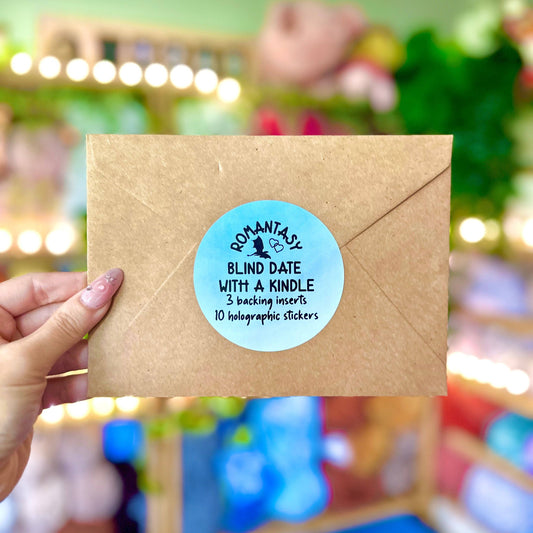 ROMANTASY
BLIND DATE
WITH A KINDLE
3 backing inserts
10 holographic stickers